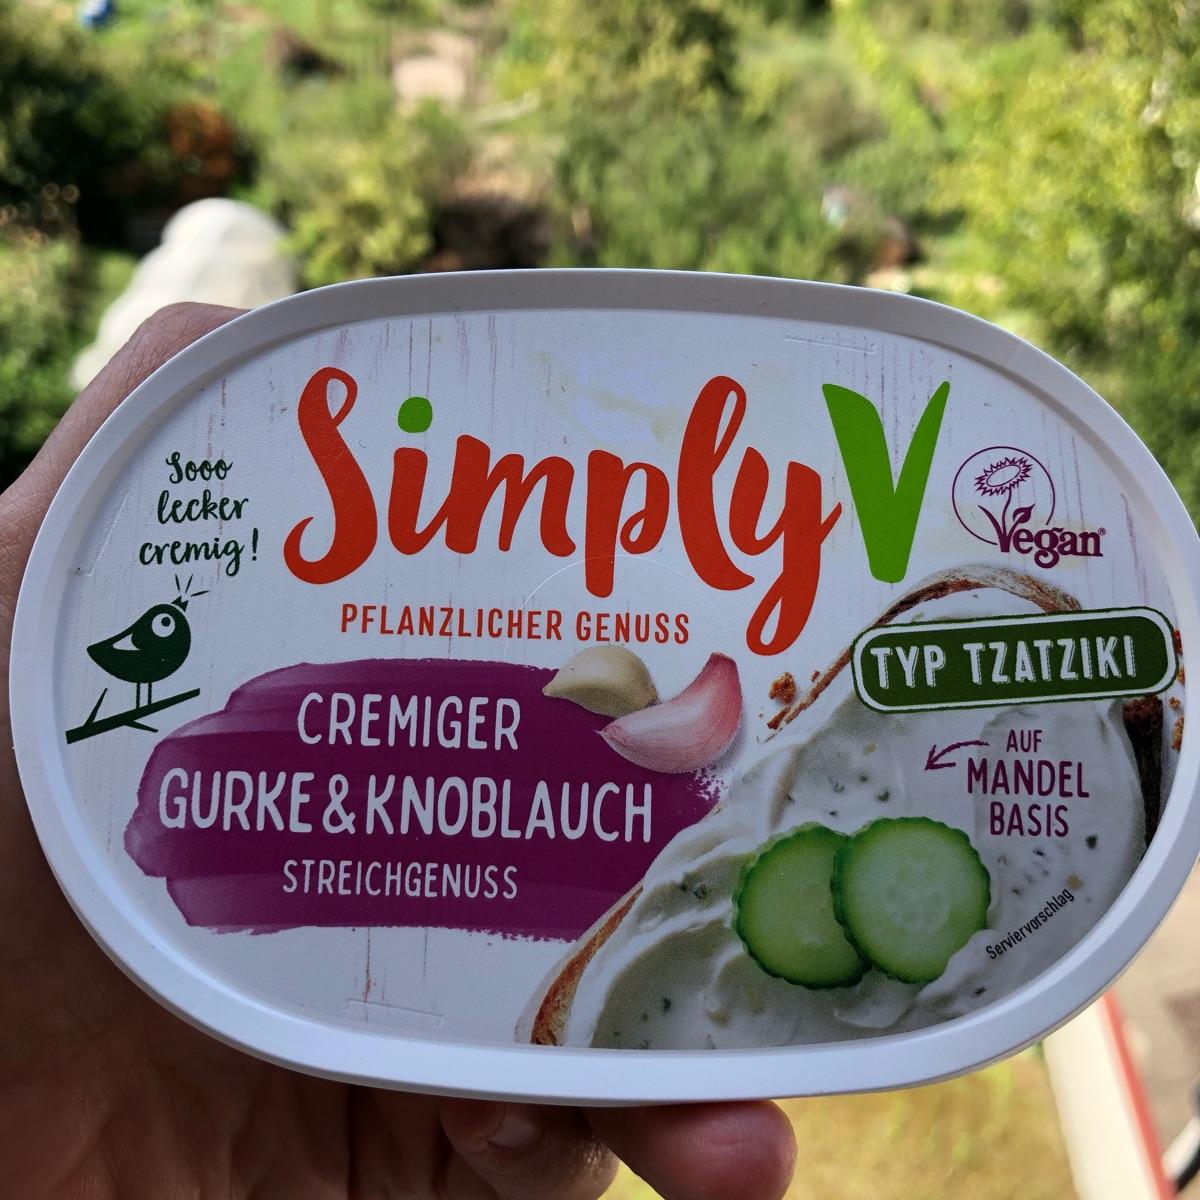 Sooo
lecker
cremig!
SimplyV
PFLANZLICHER GENUSS
Vegan
TYP TZATZIKI
CREMIGER
GURKE & KNOBLAUCH
STREICHGENUSS
AUF
MANDEL
BASIS
Serviervorschlag